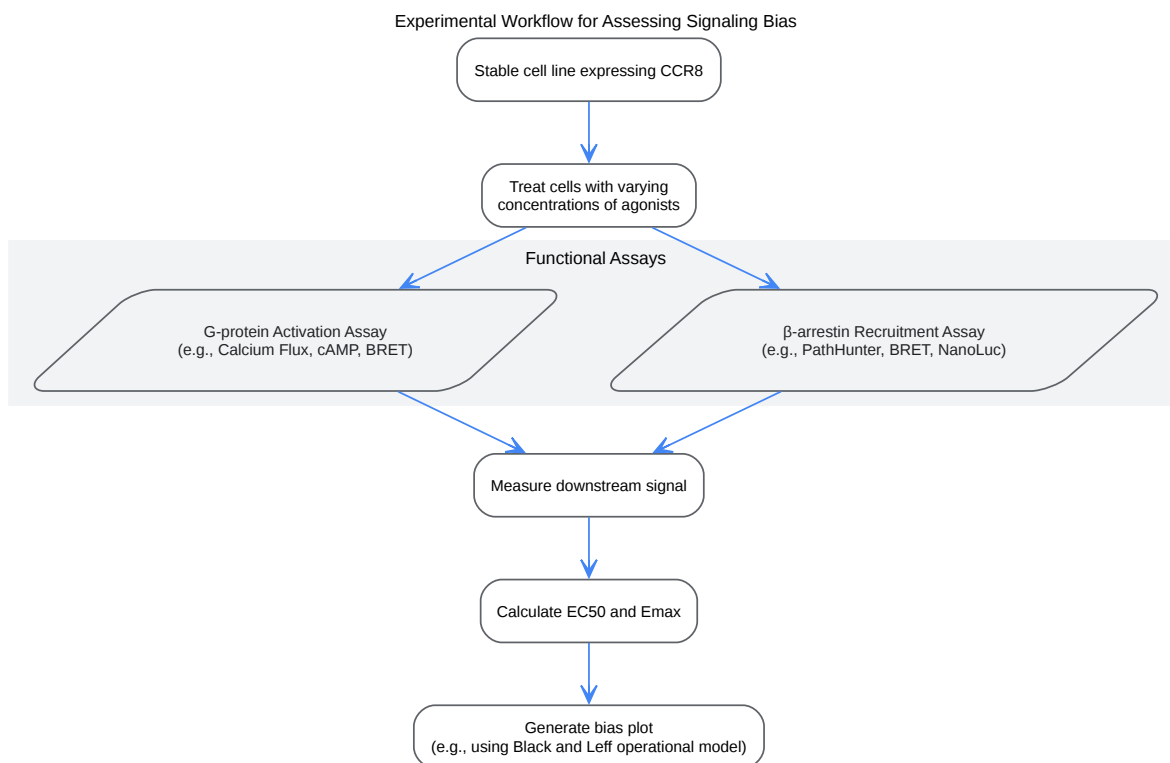 Experimental Workflow for Assessing Signaling Bias
Stable cell line expressing CCR8
Treat cells with varying
concentrations of agonists
Functional Assays
G-protein Activation Assay
(e.g., Calcium Flux, cAMP, BRET)
β-arrestin Recruitment Assay
(e.g., PathHunter, BRET, NanoLuc)
Measure downstream signal
Calculate EC50 and Emax
Generate bias plot
(e.g., using Black and Leff operational model)